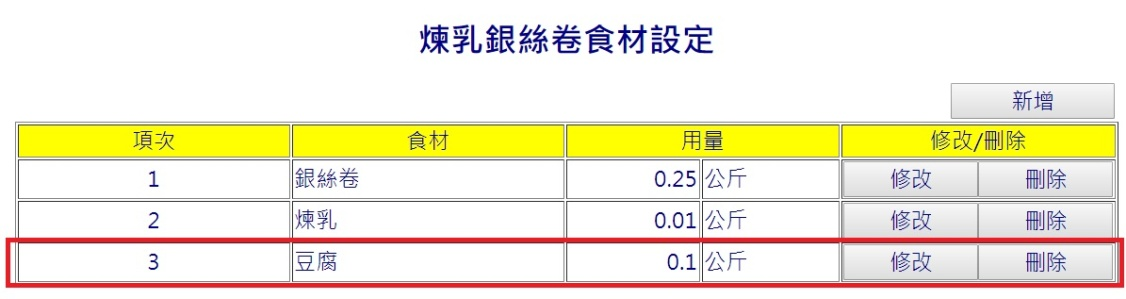 煉乳銀絲卷食材設定
新增
項次 食材 用量 修改/刪除
1 銀絲卷 0.25 公斤 修改 刪除
2 煉乳 0.01 公斤 修改 刪除
3 豆腐 0.1 公斤 修改 刪除